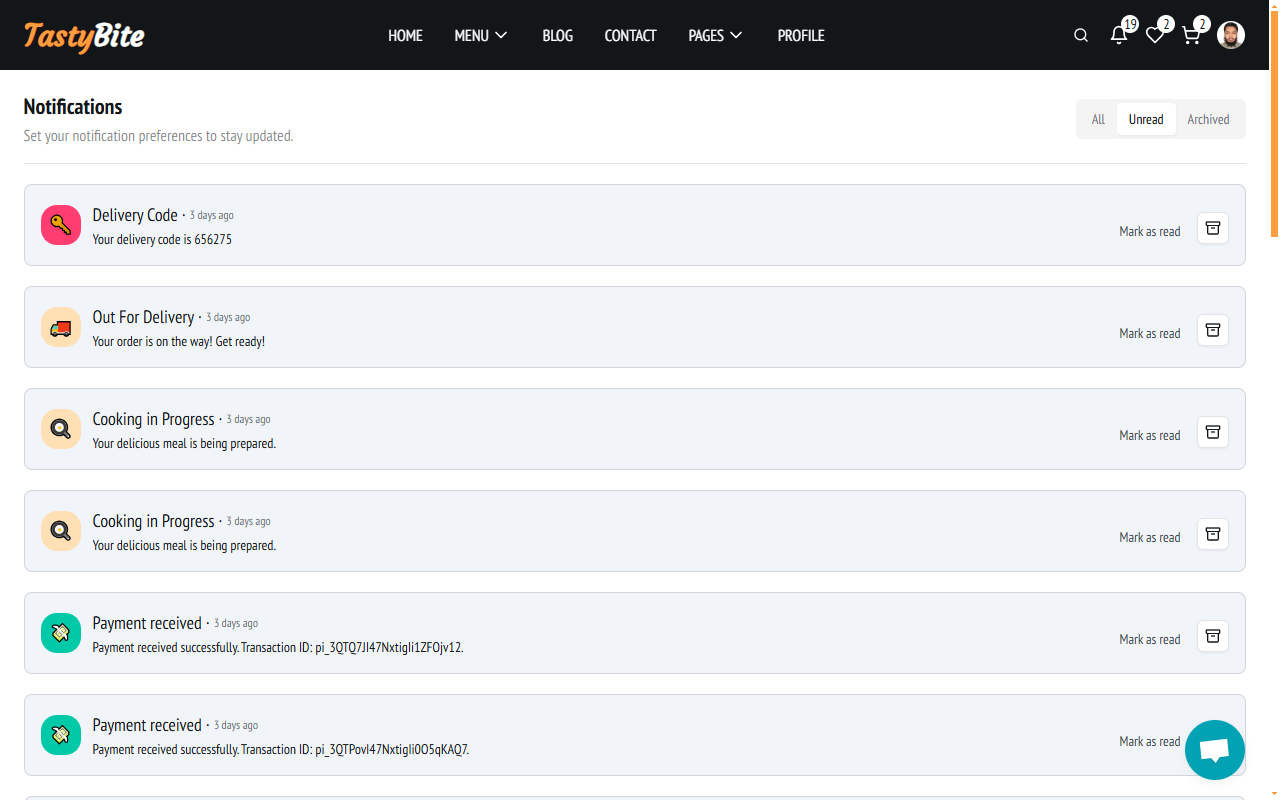 TastyBite
HOME
MENU
BLOG
CONTACT
PAGES
PROFILE
19
2
2
Notifications
Set your notification preferences to stay updated.
All
Unread
Archived
Delivery Code · 3 days ago
Your delivery code is 656275
Mark as read
Out For Delivery · 3 days ago
Your order is on the way! Get ready!
Mark as read
Cooking in Progress · 3 days ago
Your delicious meal is being prepared.
Mark as read
Cooking in Progress · 3 days ago
Your delicious meal is being prepared.
Mark as read
Payment received · 3 days ago
Payment received successfully. Transaction ID: pi_3QTQ7JI47NxtigIi1ZFOjv12.
Mark as read
Payment received · 3 days ago
Payment received successfully. Transaction ID: pi_3QTPovI47NxtigIi0O5qKAQ7.
Mark as read